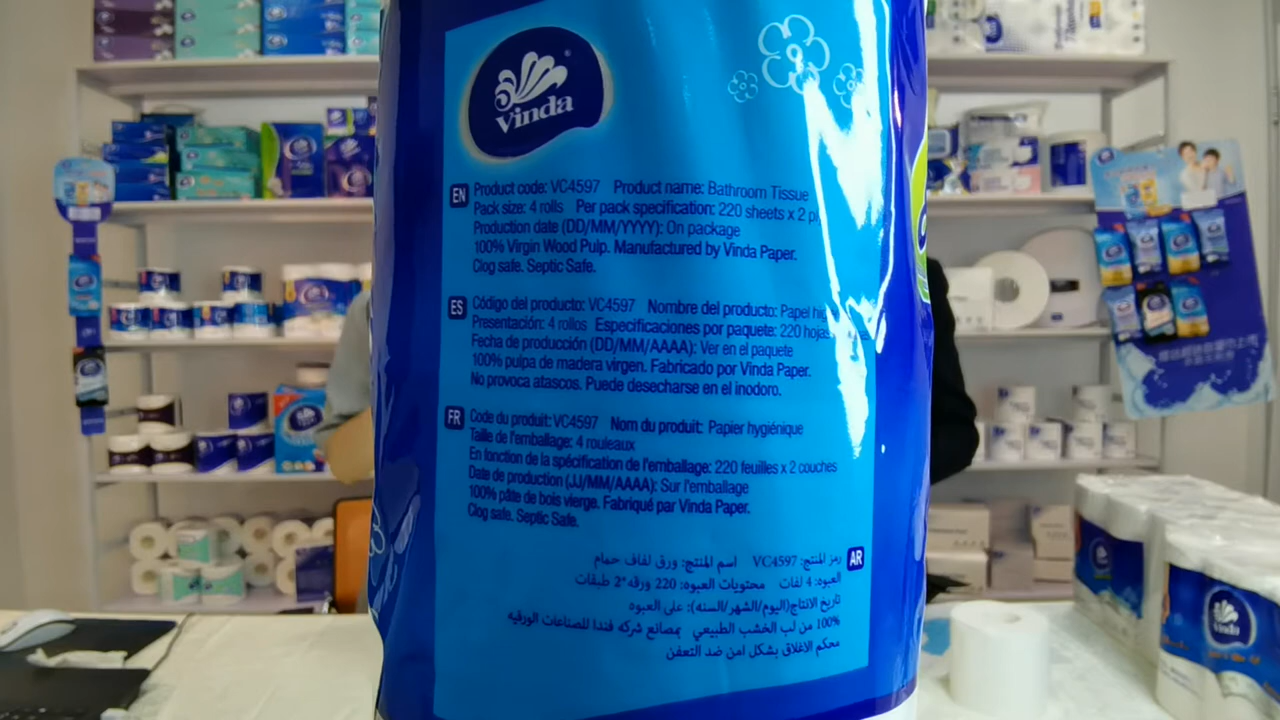 Vinda
EN Product code: VC4597 Product name: Bathroom Tissue
Pack size: 4 rolls Per pack specification: 220 sheets x 2
Production date (DD/MM/YYYY): On package
100% Virgin Wood Pulp. Manufactured by Vinda Paper.
Clog safe. Septic Safe.
ES Código del producto: VC4597 Nombre del producto: Papel
Presentación: 4 rollos Especificaciones por paquete: 220 hojas
Fecha de producción (DD/MM/AAAA): Ver en el paquete
100% pulpa de madera virgen. Fabricado por Vinda Paper.
No provoca atascos. Puede desecharse en el inodoro.
FR Code du produit: VC4597 Nom du produit: Papier hygiénique
Taille de l'emballage: 4 rouleaux
En fonction de la spécification de l'emballage: 220 feuilles x 2 couches
Date de production (JJ/MM/AAAA): Sur l'emballage
100% pâte de bois vierge. Fabriqué par Vinda Paper.
Clog safe. Septic Safe.
AR رمز المنتج: VC4597 اسم المنتج: ورق لفاف حمام
العبوه: 4 لفات محتويات العبوه: 220 ورقه*2 طبقات
تاريخ الانتاج(اليوم/الشهر/السنه): على العبوه
100% من لب الخشب الطبيعي بمصانع شركه فندا للصناعات الورقيه
محكم الاغلاق بشكل امن ضد التعفن
Vinda